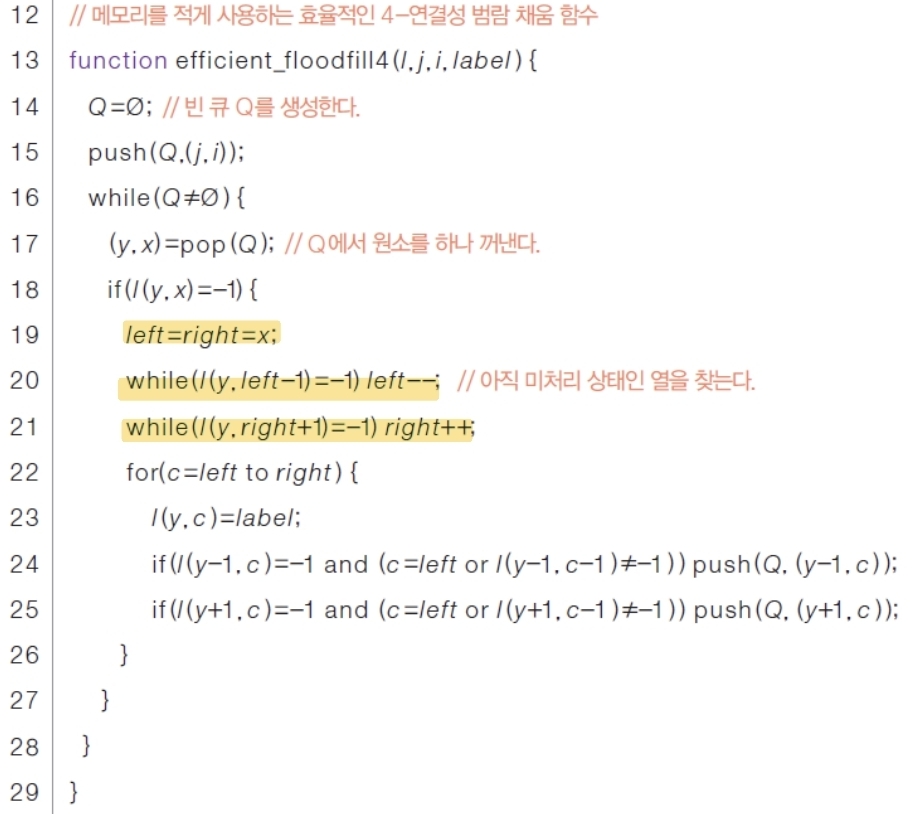 12 // 메모리를 적게 사용하는 효율적인 4-연결성 범람 채움 함수
13 function efficient_floodfill4(l,j,i,label) {
14 Q=Ø; // 빈 큐 Q를 생성한다.
15 push(Q,(j,i));
16 while(Q≠Ø) {
17 (y,x)=pop(Q); // Q에서 원소를 하나 꺼낸다.
18 if(l(y,x)=-1) {
19 left=right=x;
20 while(l(y,left-1)=-1) left--; // 아직 미처리 상태인 열을 찾는다.
21 while(l(y,right+1)=-1) right++;
22 for(c=left to right) {
23 l(y,c)=label;
24 if(l(y-1,c)=-1 and (c=left or l(y-1,c-1)≠-1)) push(Q, (y-1,c));
25 if(l(y+1,c)=-1 and (c=left or l(y+1,c-1)≠-1)) push(Q, (y+1,c));
26 }
27 }
28 }
29 }